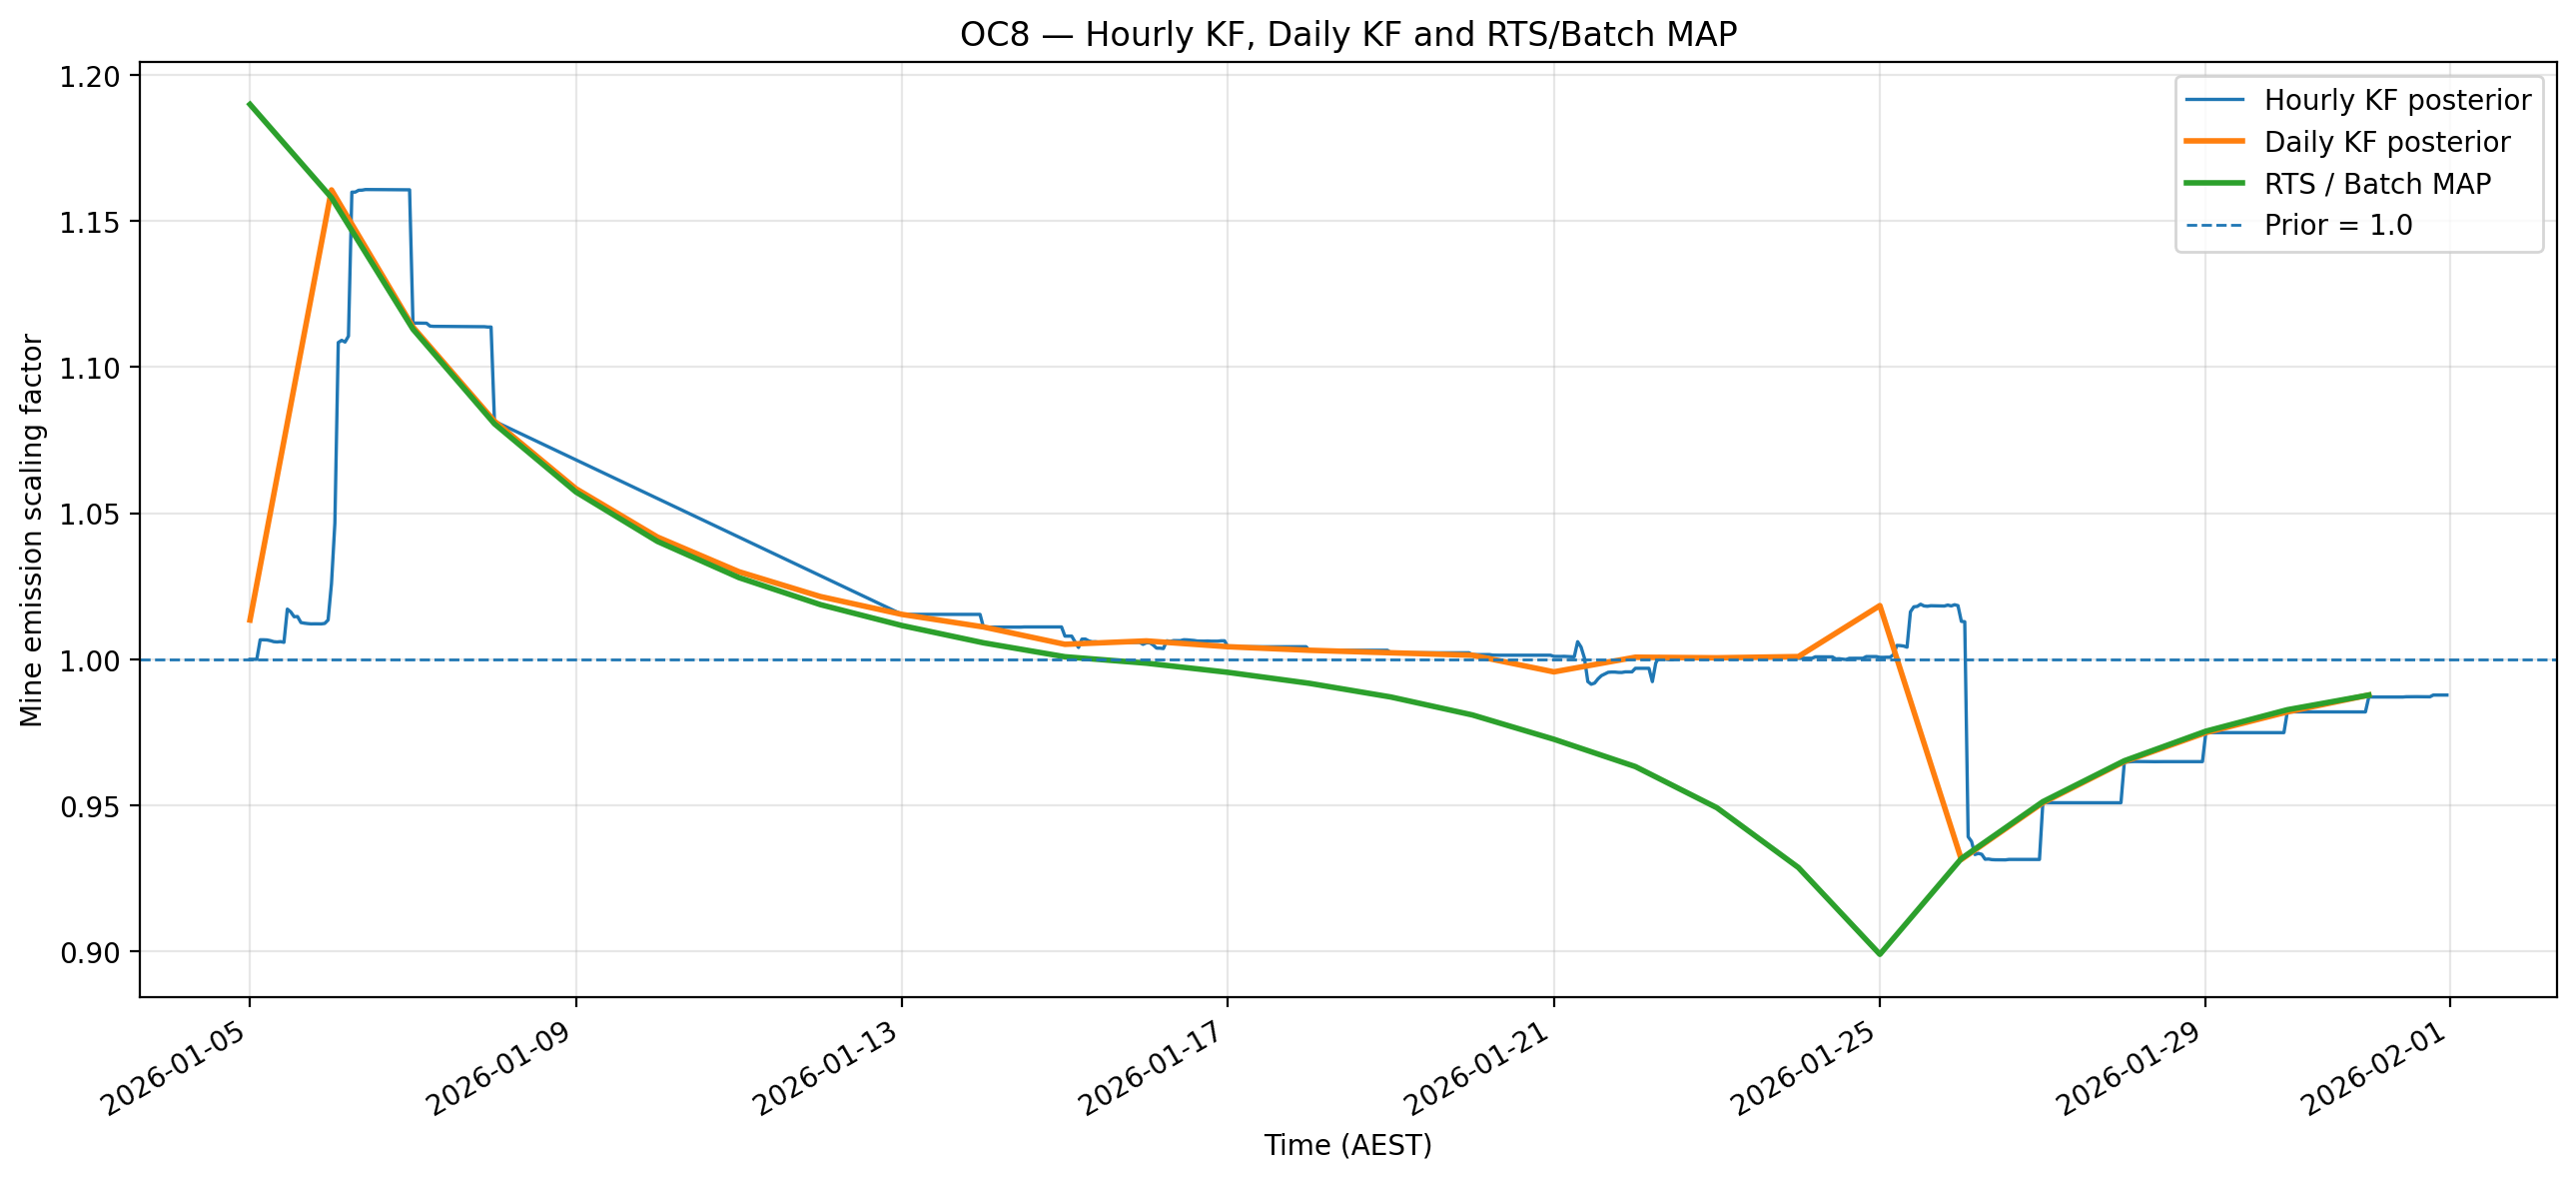 OC8 — Hourly KF, Daily KF and RTS/Batch MAP
Hourly KF posterior
Daily KF posterior
RTS / Batch MAP
Prior = 1.0
Mine emission scaling factor
1.20
1.15
1.10
1.05
1.00
0.95
0.90
2026-01-05
2026-01-09
2026-01-13
2026-01-17
2026-01-21
2026-01-25
2026-01-29
2026-02-01
Time (AEST)